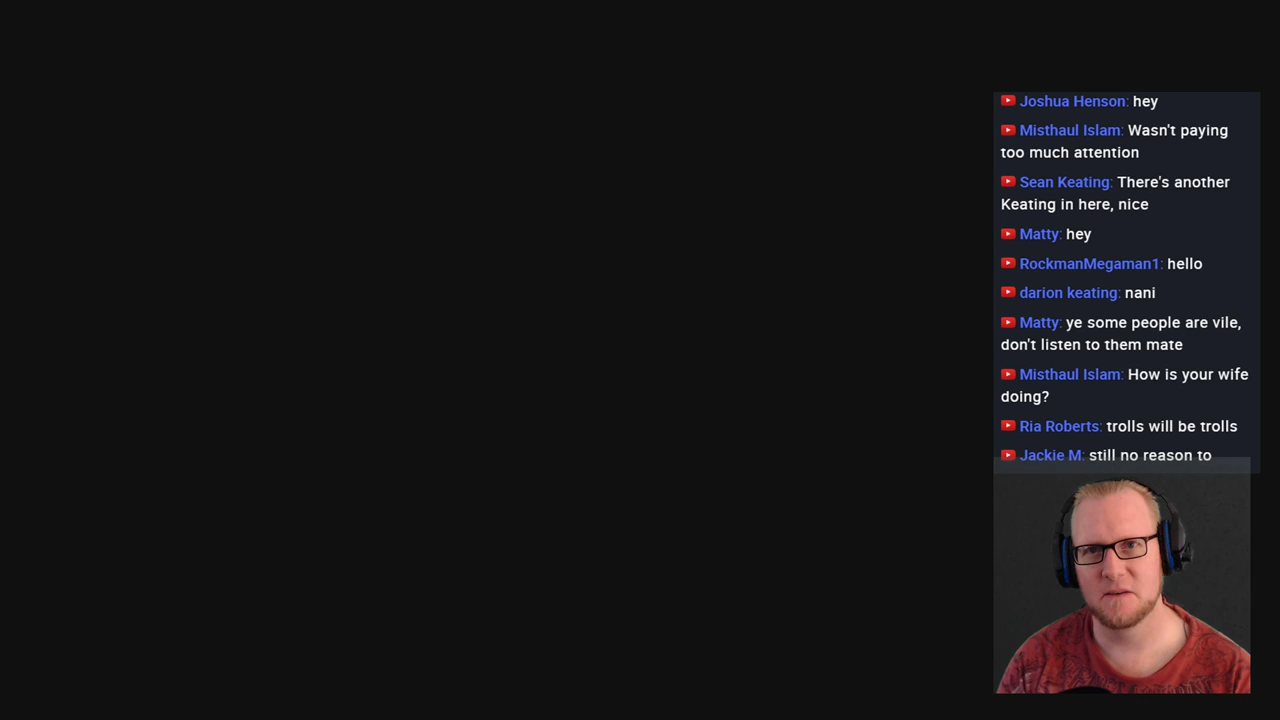 Joshua Henson: hey
Misthaul Islam: Wasn't paying
too much attention
Sean Keating: There's another
Keating in here, nice
Matty: hey
RockmanMegaman1: hello
darion keating: nani
Matty: ye some people are vile,
don't listen to them mate
Misthaul Islam: How is your wife
doing?
Ria Roberts: trolls will be trolls
Jackie M: still no reason to